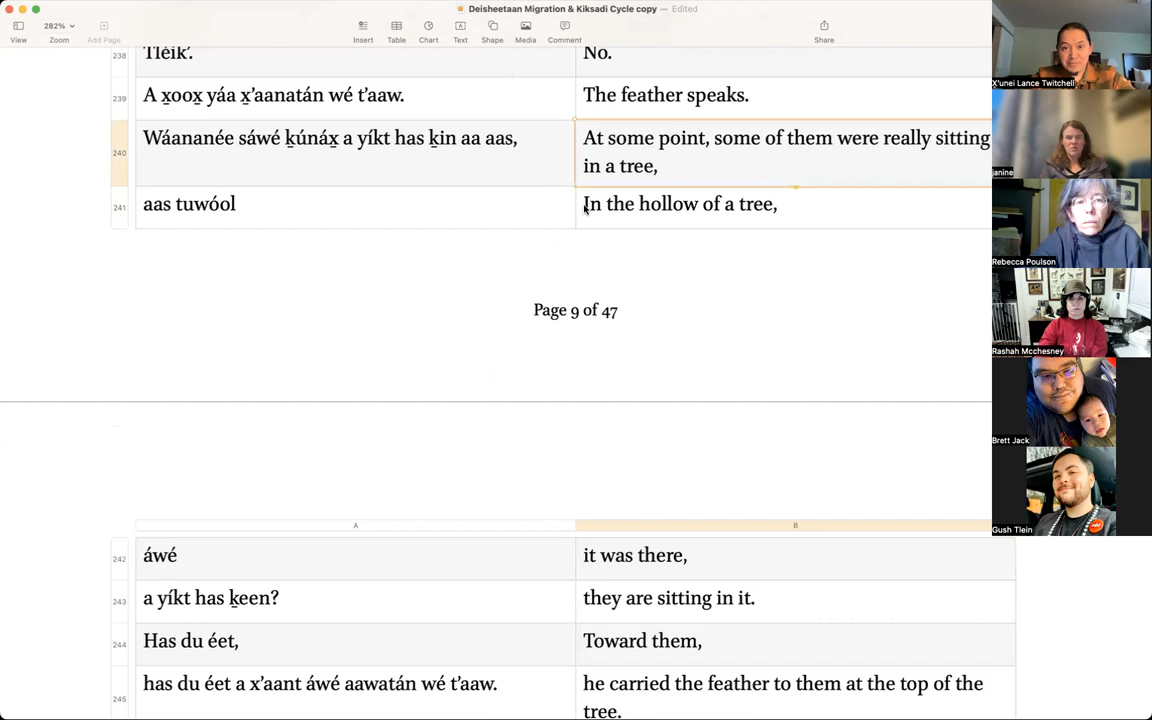 Deisheetaan Migration & Kiksadi Cycle copy — Edited
282%
View Zoom Add Page Insert Table Chart Text Shape Media Comment Share
238 Tléik'. No.
239 A x̱oox̱ yáa x̱'aanatán wé t'aaw. The feather speaks.
240 Wáananée sáwé ḵúnáx̱ a yíkt has ḵin aa aas, At some point, some of them were really sitting
in a tree,
241 aas tuwóol In the hollow of a tree,
Page 9 of 47
A B
242 áwé it was there,
243 a yíkt has ḵeen? they are sitting in it.
244 Has du éet, Toward them,
245 has du éet a x'aant áwé aawatán wé t'aaw. he carried the feather to them at the top of the
tree.
X̱'unei Lance Twitchell
janine
Rebecca Poulson
Rashah Mcchesney
Brett Jack
Gush Tlein